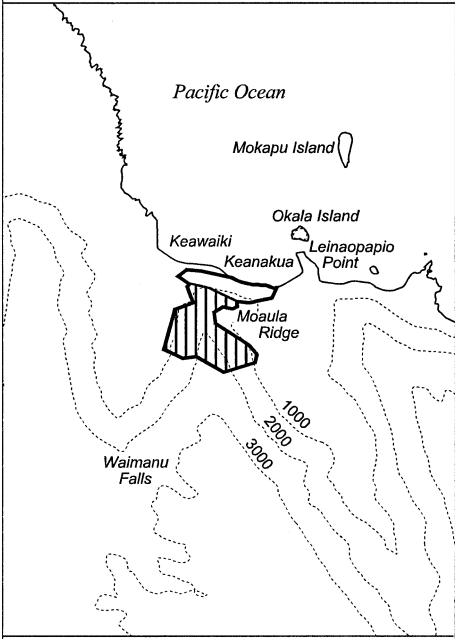 Pacific Ocean
Mokapu Island
Okala Island
Keawaiki
Leinaopapio
Point
Keanakua
Moaula
Ridge
1000
2000
3000
Waimanu
Falls